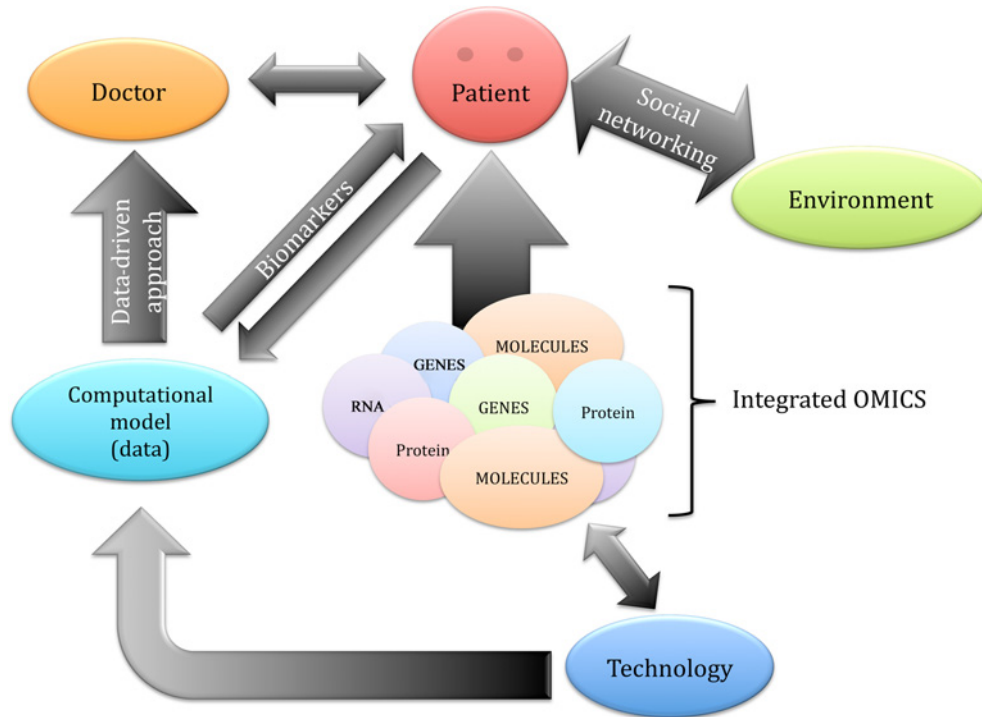 Doctor
Patient
Social
networking
Environment
Data-driven
approach
Biomarkers
Computational
model
(data)
MOLECULES
GENES
RNA
GENES
Protein
Protein
MOLECULES
Integrated OMICS
Technology